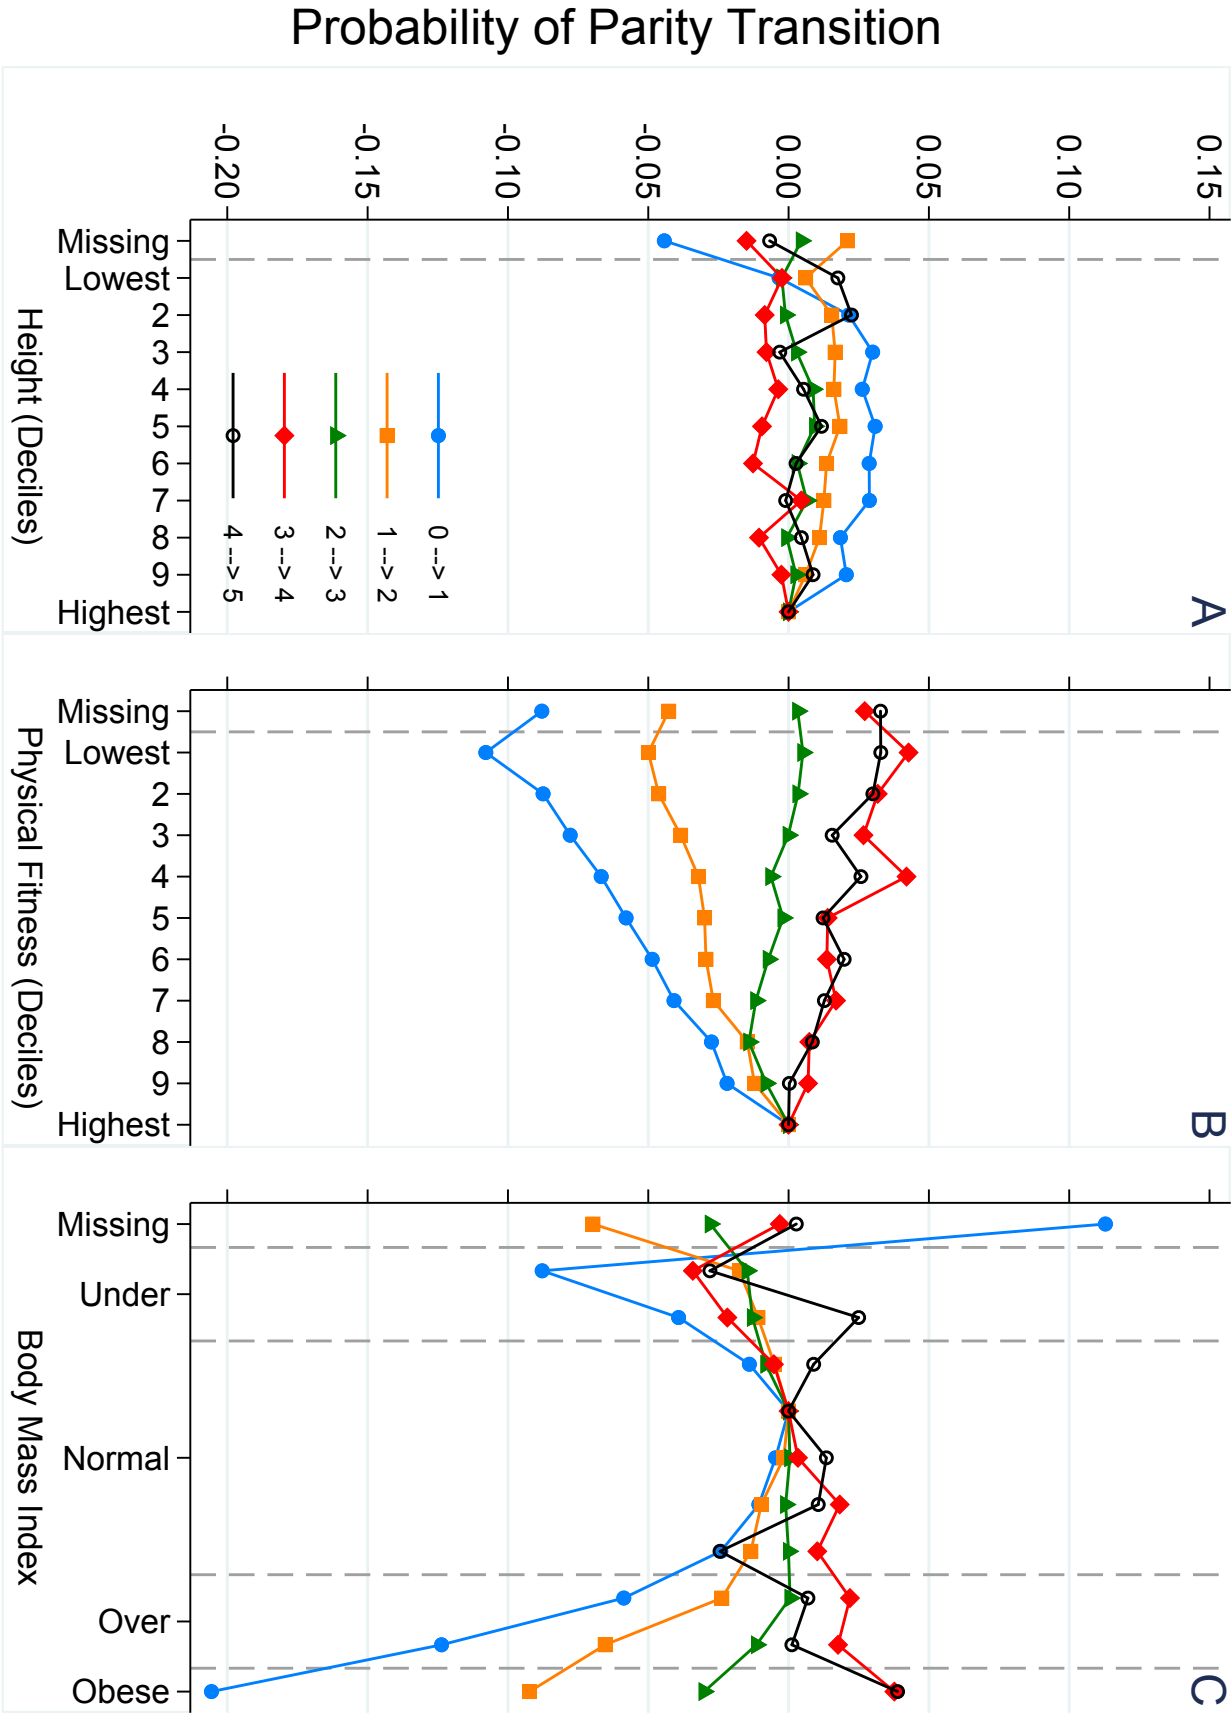 Probability of Parity Transition
0.15
0.10
0.05
0.00
-0.05
-0.10
-0.15
-0.20
A
Missing
Lowest
2
3
4
5
6
7
8
9
Highest
Height (Deciles)
0 ---> 1
1 ---> 2
2 ---> 3
3 ---> 4
4 ---> 5
B
Missing
Lowest
2
3
4
5
6
7
8
9
Highest
Physical Fitness (Deciles)
C
Missing
Under
Normal
Over
Obese
Body Mass Index